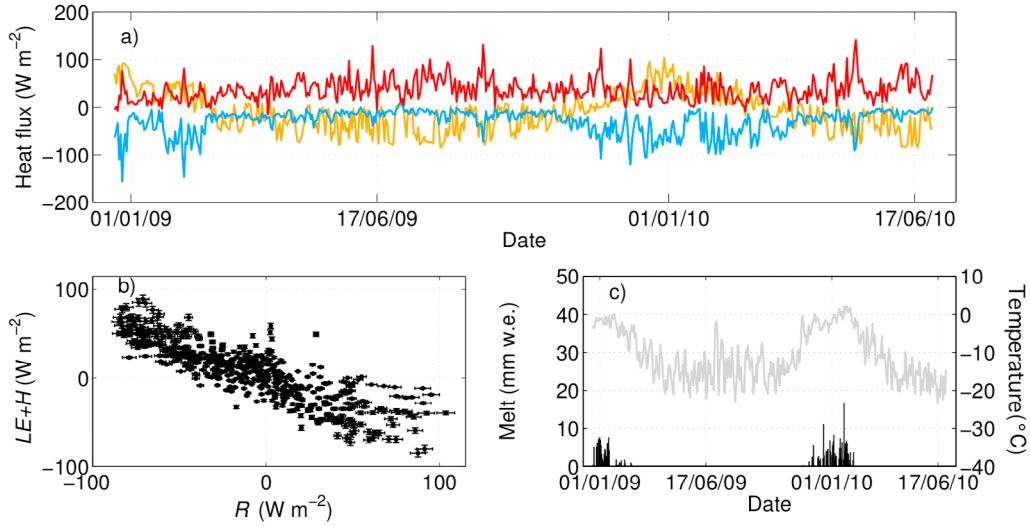 a)
Heat flux (W m−2)
200
100
0
−100
−200
01/01/09 17/06/09 01/01/10 17/06/10
Date
b)
LE+H (W m−2)
100
0
−100
−100 0 100
R (W m−2)
c)
Melt (mm w.e.)
50
40
30
20
10
0
10
0
−10
−20
−30
−40
Temperature (°C)
01/01/09 17/06/09 01/01/10 17/06/10
Date